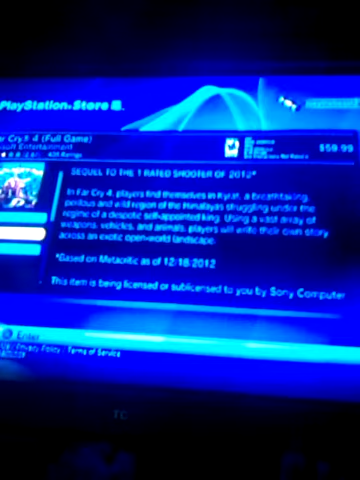 PlayStation Store
ar Cry® 4 (Full Game)
Ratings
$59.99
SEQUEL TO THE 1 RATED SHOOTER OF 2012*
In Far Cry 4, players find themselves in Kyrat, a breathtaking,
perilous and wild region of the Himalayas struggling under the
regime of a despotic self-appointed king. Using a vast array of
weapons, vehicles, and animals, players will write their own story
across an exotic open-world landscape.
*Based on Metacritic as of 12/18/2012
This item is being licensed or sublicensed to you by Sony Computer
Enter
Privacy Policy / Terms of Service